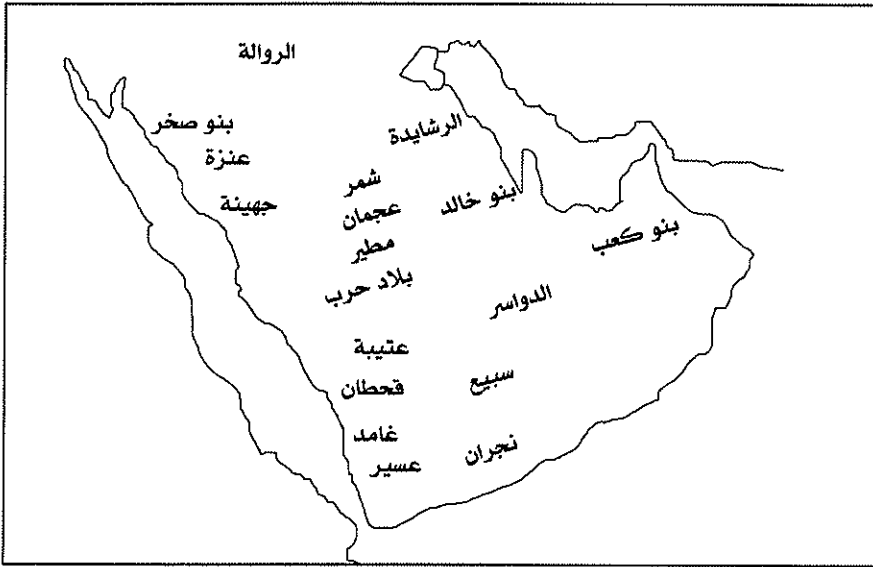 الروالة
الرشايدة
بنو صخر
عنزة
جهينة
شمر
عجمان
مطير
بلاد حرب
بنو خالد
بنو كعب
الدواسر
عتيبة
قحطان
سبيع
غامد
عسير
نجران